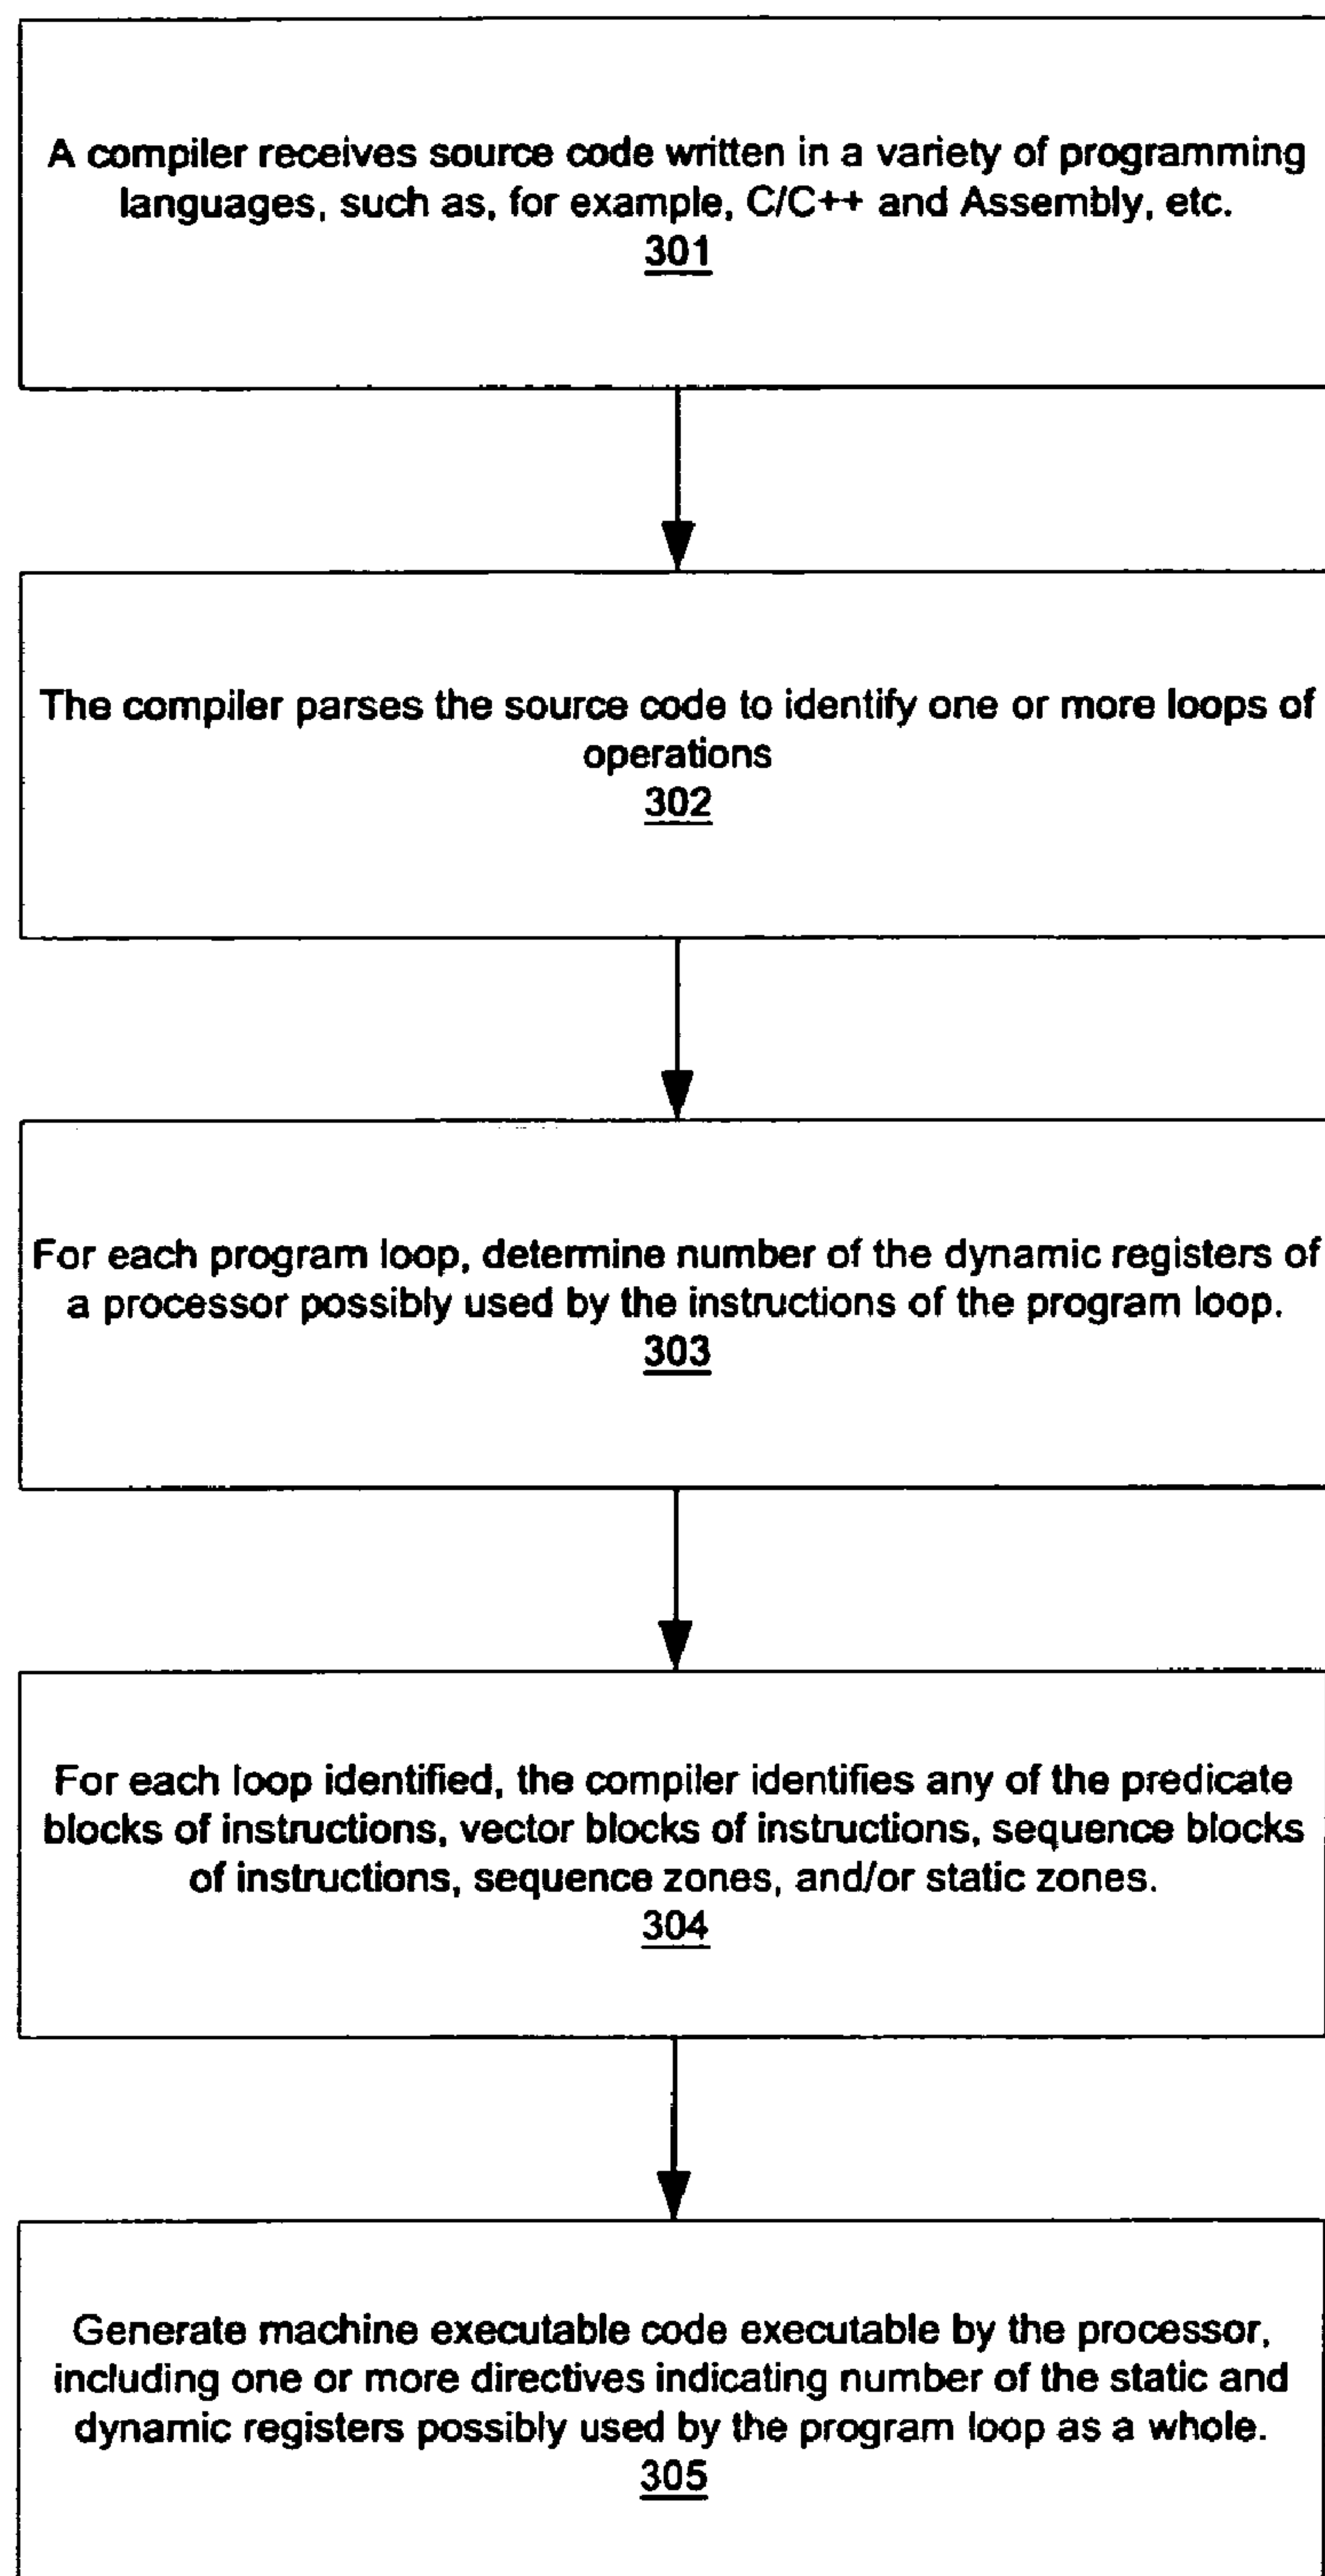 A compiler receives source code written in a variety of programming
languages, such as, for example, C/C++ and Assembly, etc.
301
The compiler parses the source code to identify one or more loops of
operations
302
For each program loop, determine number of the dynamic registers of
a processor possibly used by the instructions of the program loop.
303
For each loop identified, the compiler identifies any of the predicate
blocks of instructions, vector blocks of instructions, sequence blocks
of instructions, sequence zones, and/or static zones.
304
Generate machine executable code executable by the processor,
including one or more directives indicating number of the static and
dynamic registers possibly used by the program loop as a whole.
305